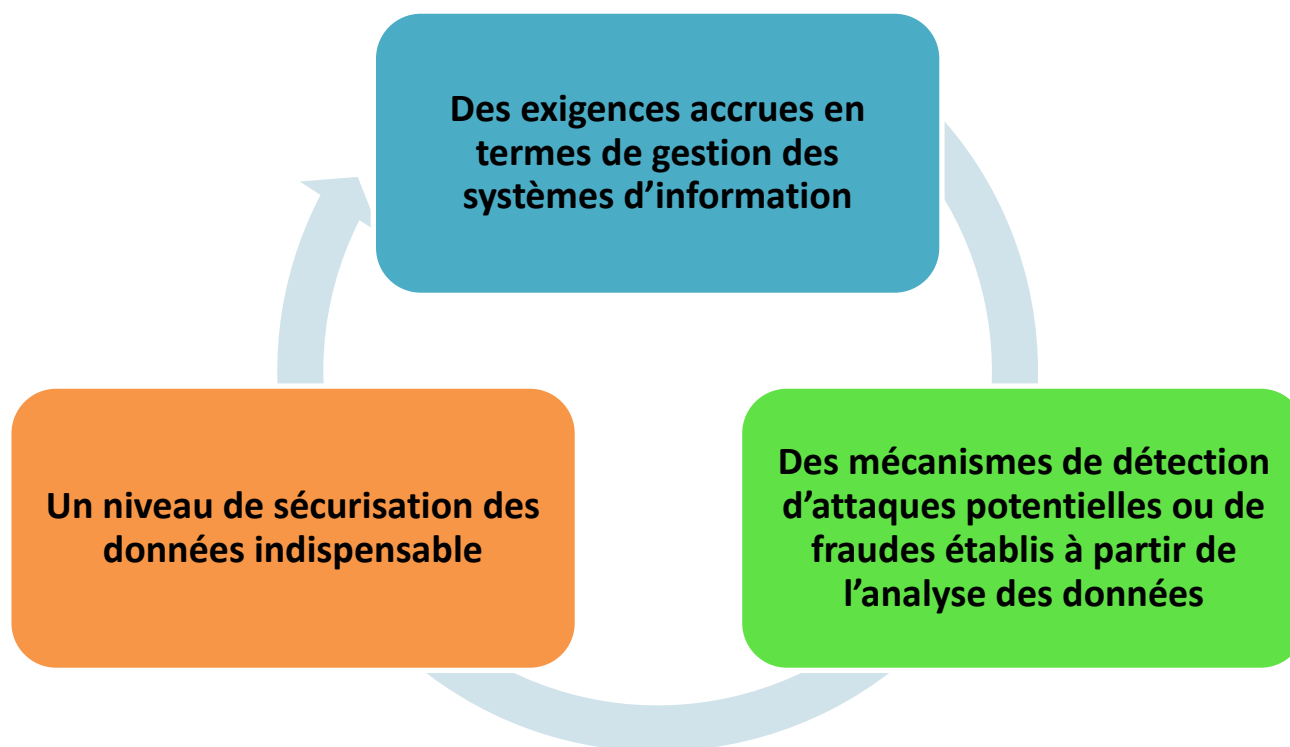 Des exigences accrues en
termes de gestion des
systèmes d’information
Un niveau de sécurisation des
données indispensable
Des mécanismes de détection
d’attaques potentielles ou de
fraudes établis à partir de
l’analyse des données